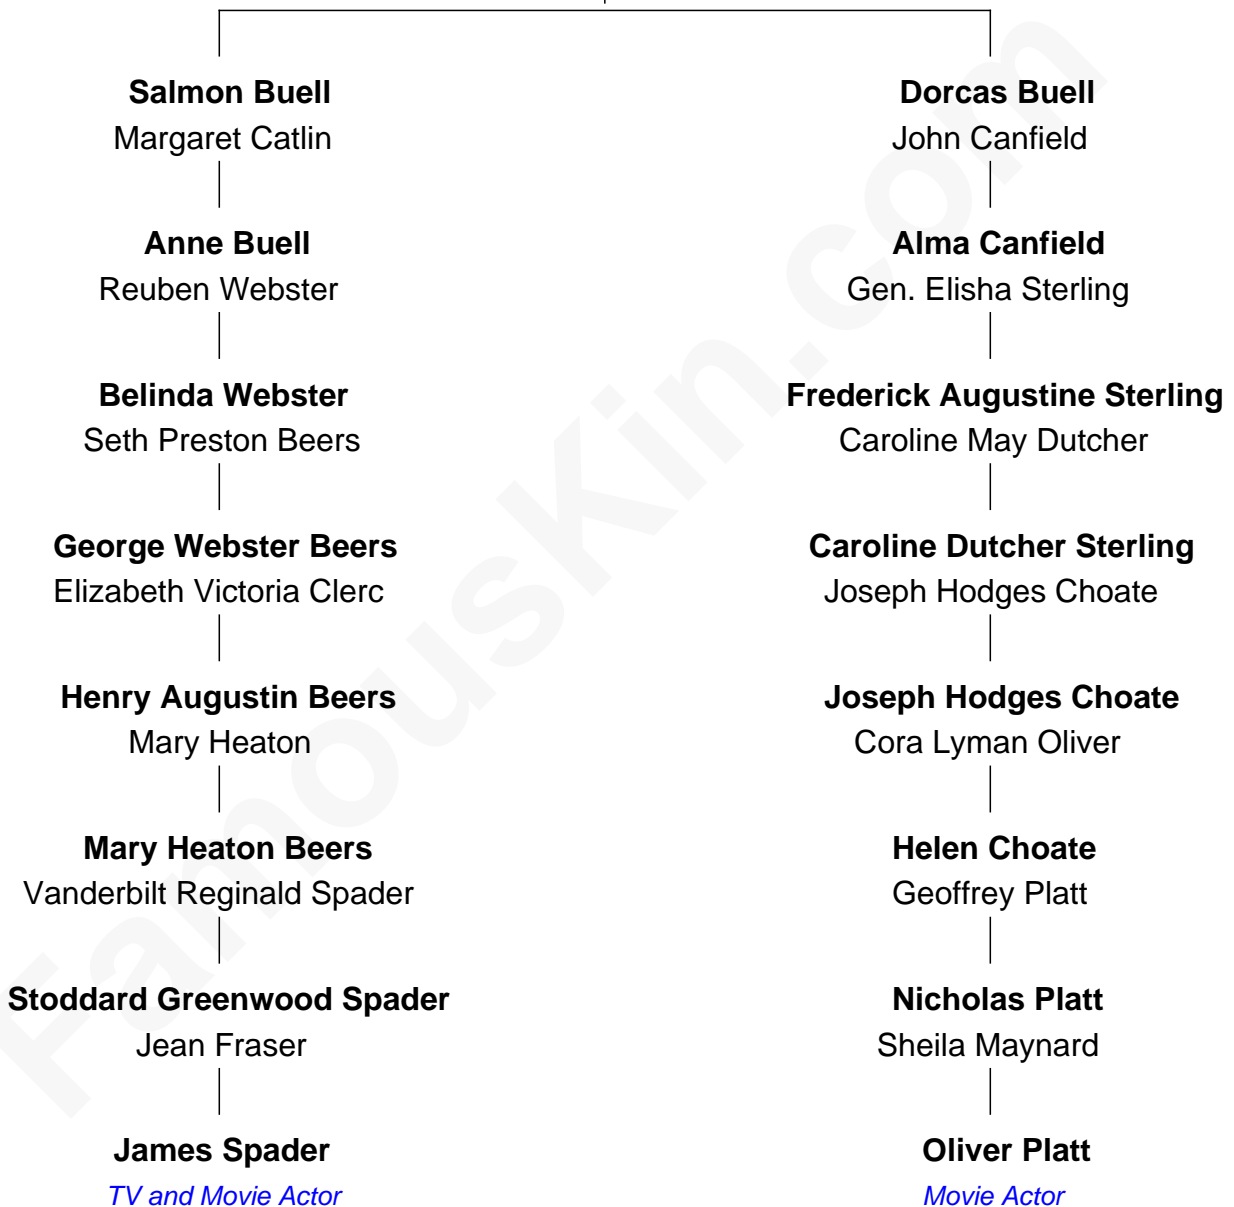 Salmon Buell
Margaret Catlin
Anne Buell
Reuben Webster
Belinda Webster
Seth Preston Beers
George Webster Beers
Elizabeth Victoria Clerc
Henry Augustin Beers
Mary Heaton
Mary Heaton Beers
Vanderbilt Reginald Spader
Stoddard Greenwood Spader
Jean Fraser
James Spader
TV and Movie Actor
Dorcas Buell
John Canfield
Alma Canfield
Gen. Elisha Sterling
Frederick Augustine Sterling
Caroline May Dutcher
Caroline Dutcher Sterling
Joseph Hodges Choate
Joseph Hodges Choate
Cora Lyman Oliver
Helen Choate
Geoffrey Platt
Nicholas Platt
Sheila Maynard
Oliver Platt
Movie Actor
FamousKin.com